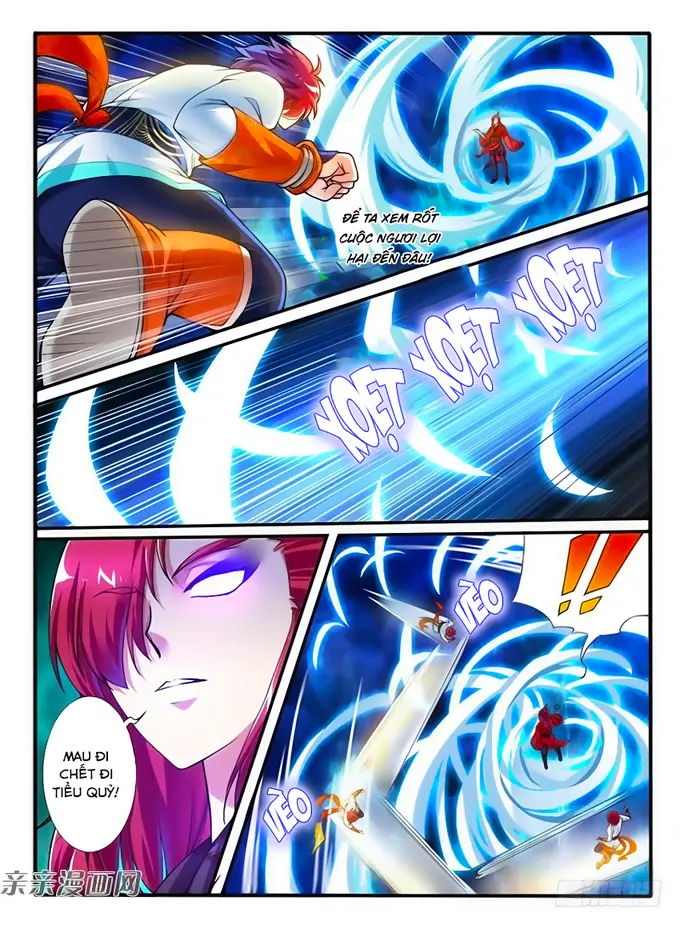 ĐỂ TA XEM RỐT
CUỘC NGƯƠI LỢI
HẠI ĐẾN ĐÂU!
XOẸT
XOẸT
XOẸT
VÈO
!!
MAU ĐI
CHẾT ĐI
TIỂU QUỶ!
VÈO
亲亲漫画网